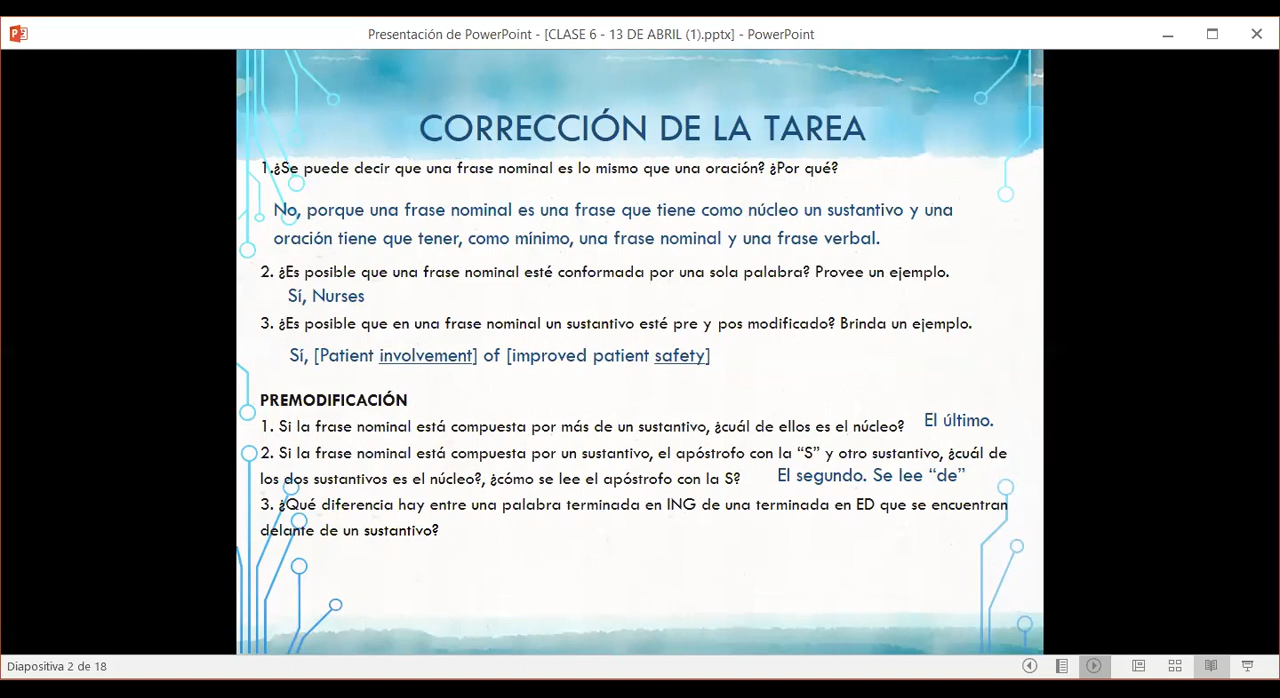 Presentación de PowerPoint - [CLASE 6 - 13 DE ABRIL (1).pptx] - PowerPoint
CORRECCIÓN DE LA TAREA
1.¿Se puede decir que una frase nominal es lo mismo que una oración? ¿Por qué?
No, porque una frase nominal es una frase que tiene como núcleo un sustantivo y una
oración tiene que tener, como mínimo, una frase nominal y una frase verbal.
2. ¿Es posible que una frase nominal esté conformada por una sola palabra? Provee un ejemplo.
Sí, Nurses
3. ¿Es posible que en una frase nominal un sustantivo esté pre y pos modificado? Brinda un ejemplo.
Sí, [Patient involvement] of [improved patient safety]
PREMODIFICACIÓN
1. Si la frase nominal está compuesta por más de un sustantivo, ¿cuál de ellos es el núcleo? El último.
2. Si la frase nominal está compuesta por un sustantivo, el apóstrofo con la “S” y otro sustantivo, ¿cuál de
los dos sustantivos es el núcleo?, ¿cómo se lee el apóstrofo con la S? El segundo. Se lee “de”
3. ¿Qué diferencia hay entre una palabra terminada en ING de una terminada en ED que se encuentran
delante de un sustantivo?
Diapositiva 2 de 18